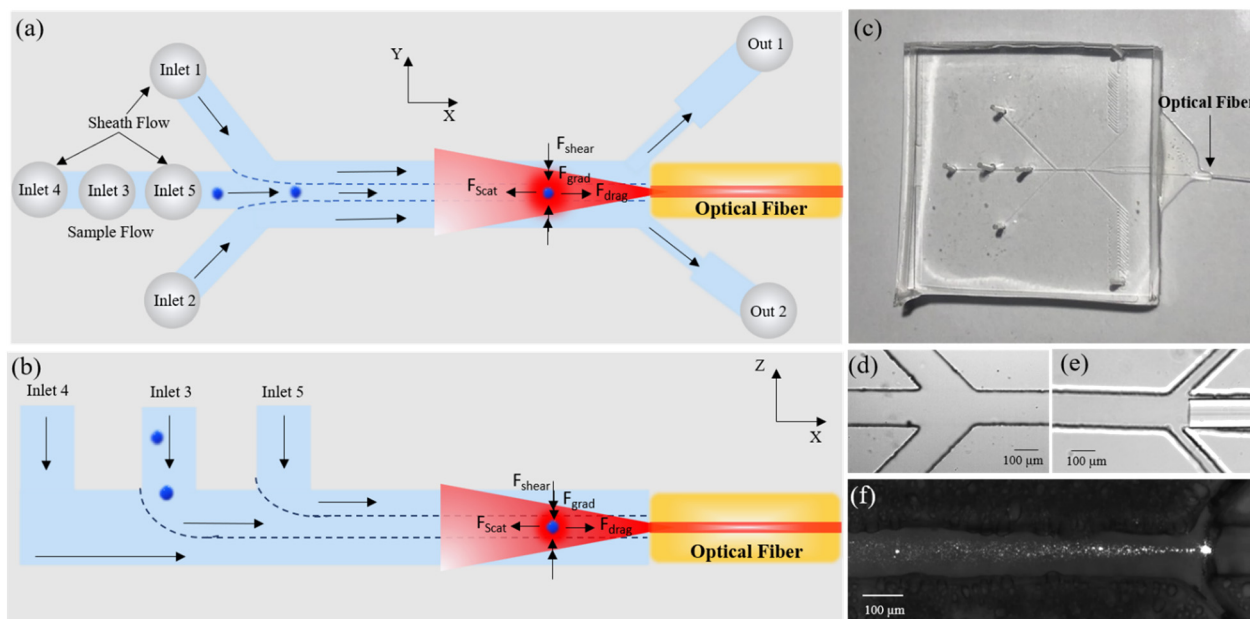 (a)
Inlet 1
Sheath Flow
Inlet 4
Inlet 3
Inlet 5
Sample Flow
Inlet 2
Y
X
F_shear
F_grad
F_Scat
F_drag
Optical Fiber
Out 1
Out 2
(b)
Inlet 4
Inlet 3
Inlet 5
Z
X
F_shear
F_grad
F_Scat
F_drag
Optical Fiber
(c)
Optical Fiber
(d)
100 μm
(e)
100 μm
(f)
100 μm